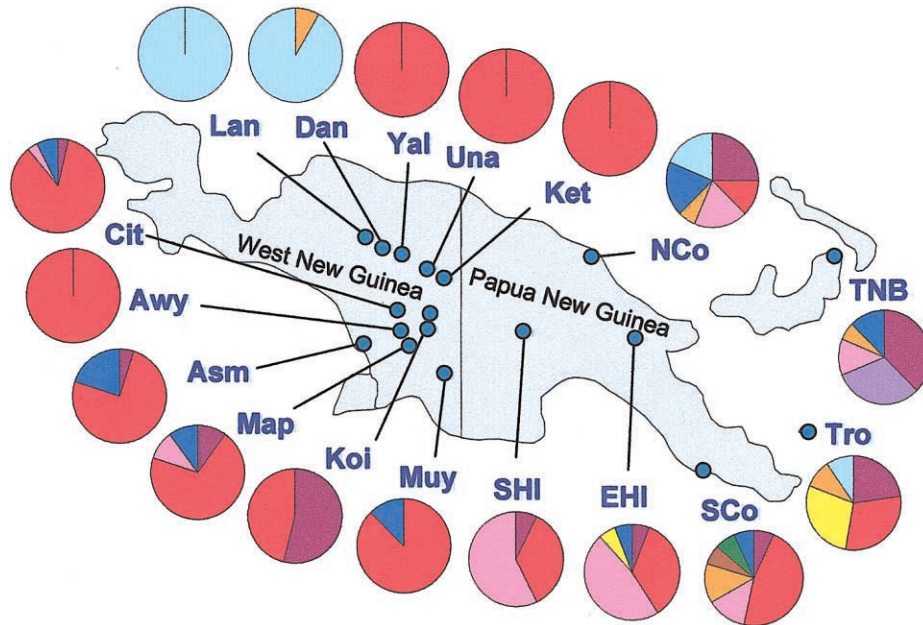 Lan
Dan
Yal
Una
Ket
Cit
West New Guinea
Papua New Guinea
NCo
TNB
Awy
Asm
Map
Koi
Muy
SHI
EHI
SCo
Tro